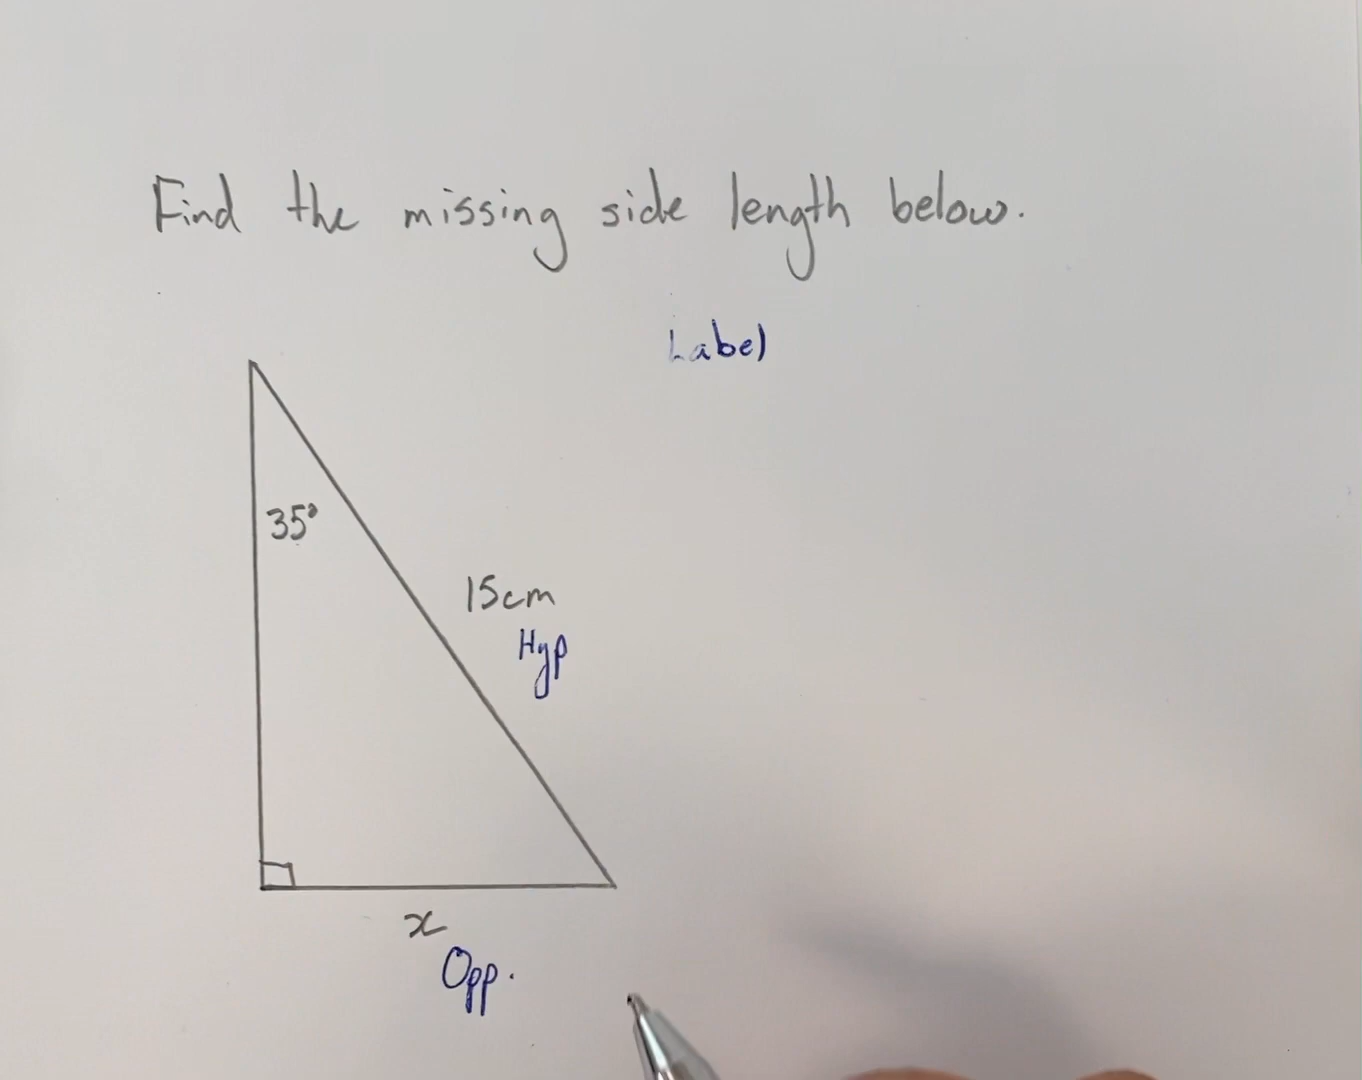 Find the missing side length below.
Label
35°
15cm
Hyp
x
Opp.